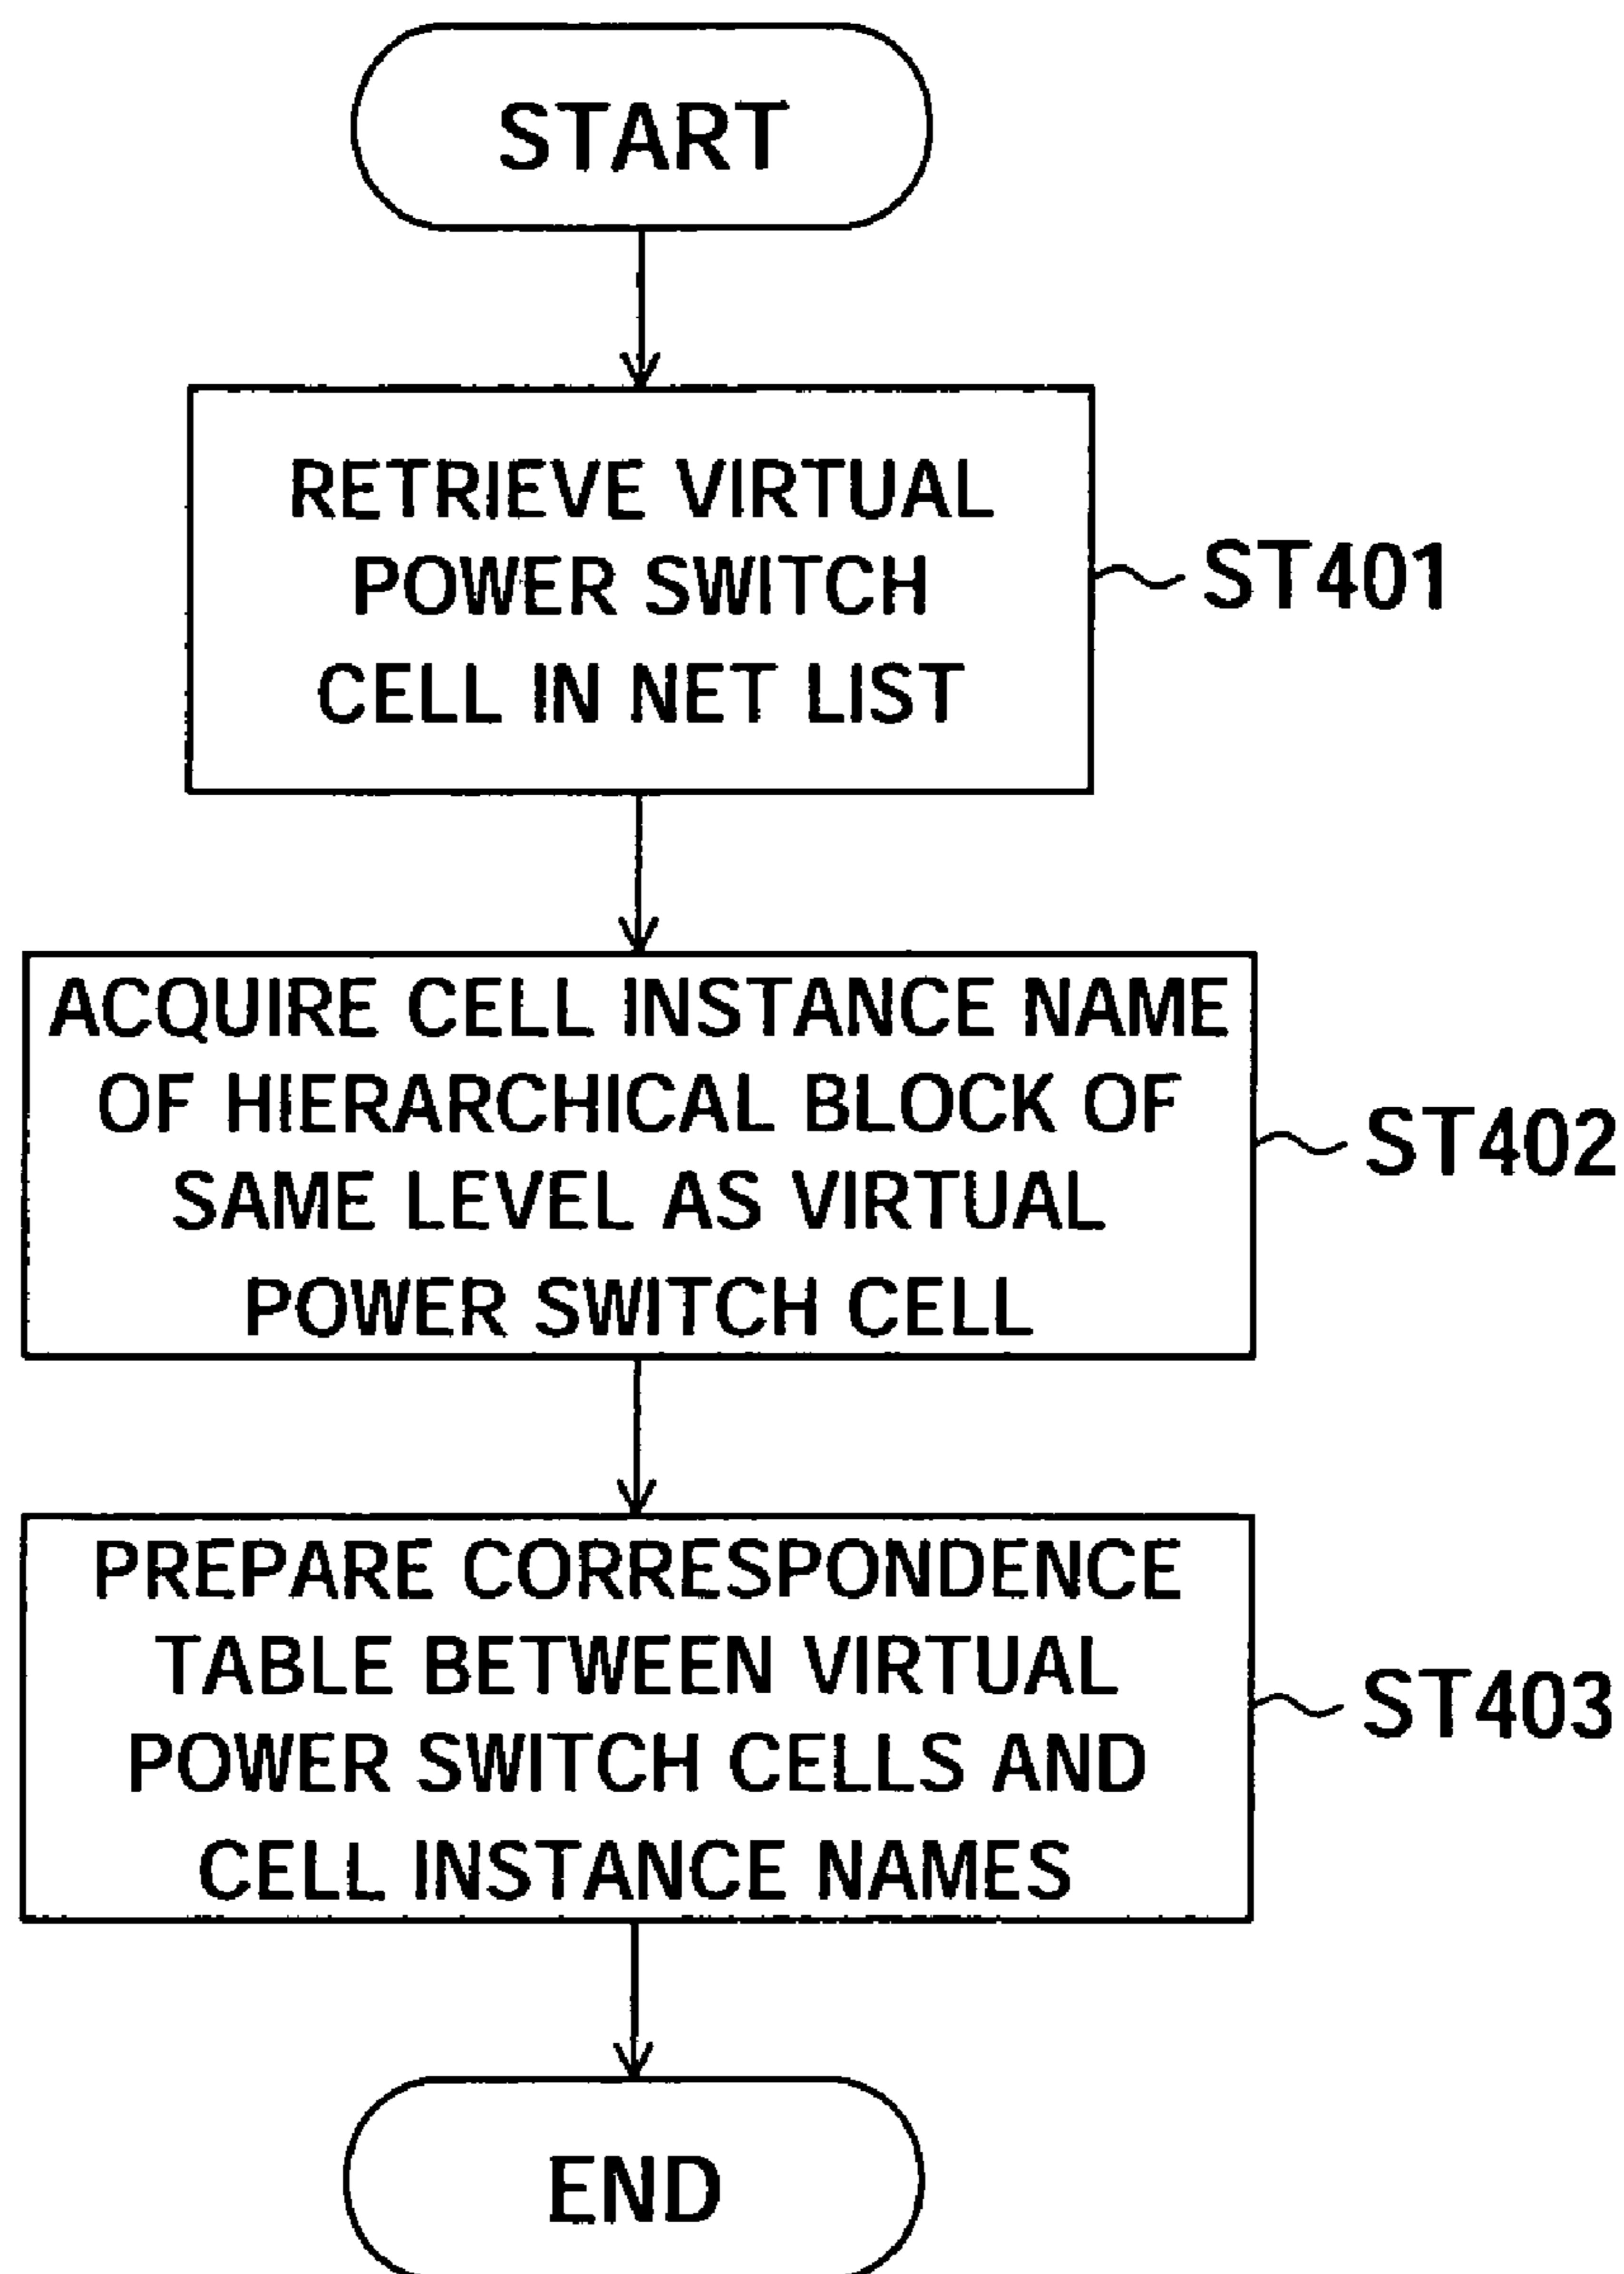 START
RETRIEVE VIRTUAL
POWER SWITCH
CELL IN NET LIST
ST401
ACQUIRE CELL INSTANCE NAME
OF HIERARCHICAL BLOCK OF
SAME LEVEL AS VIRTUAL
POWER SWITCH CELL
ST402
PREPARE CORRESPONDENCE
TABLE BETWEEN VIRTUAL
POWER SWITCH CELLS AND
CELL INSTANCE NAMES
ST403
END